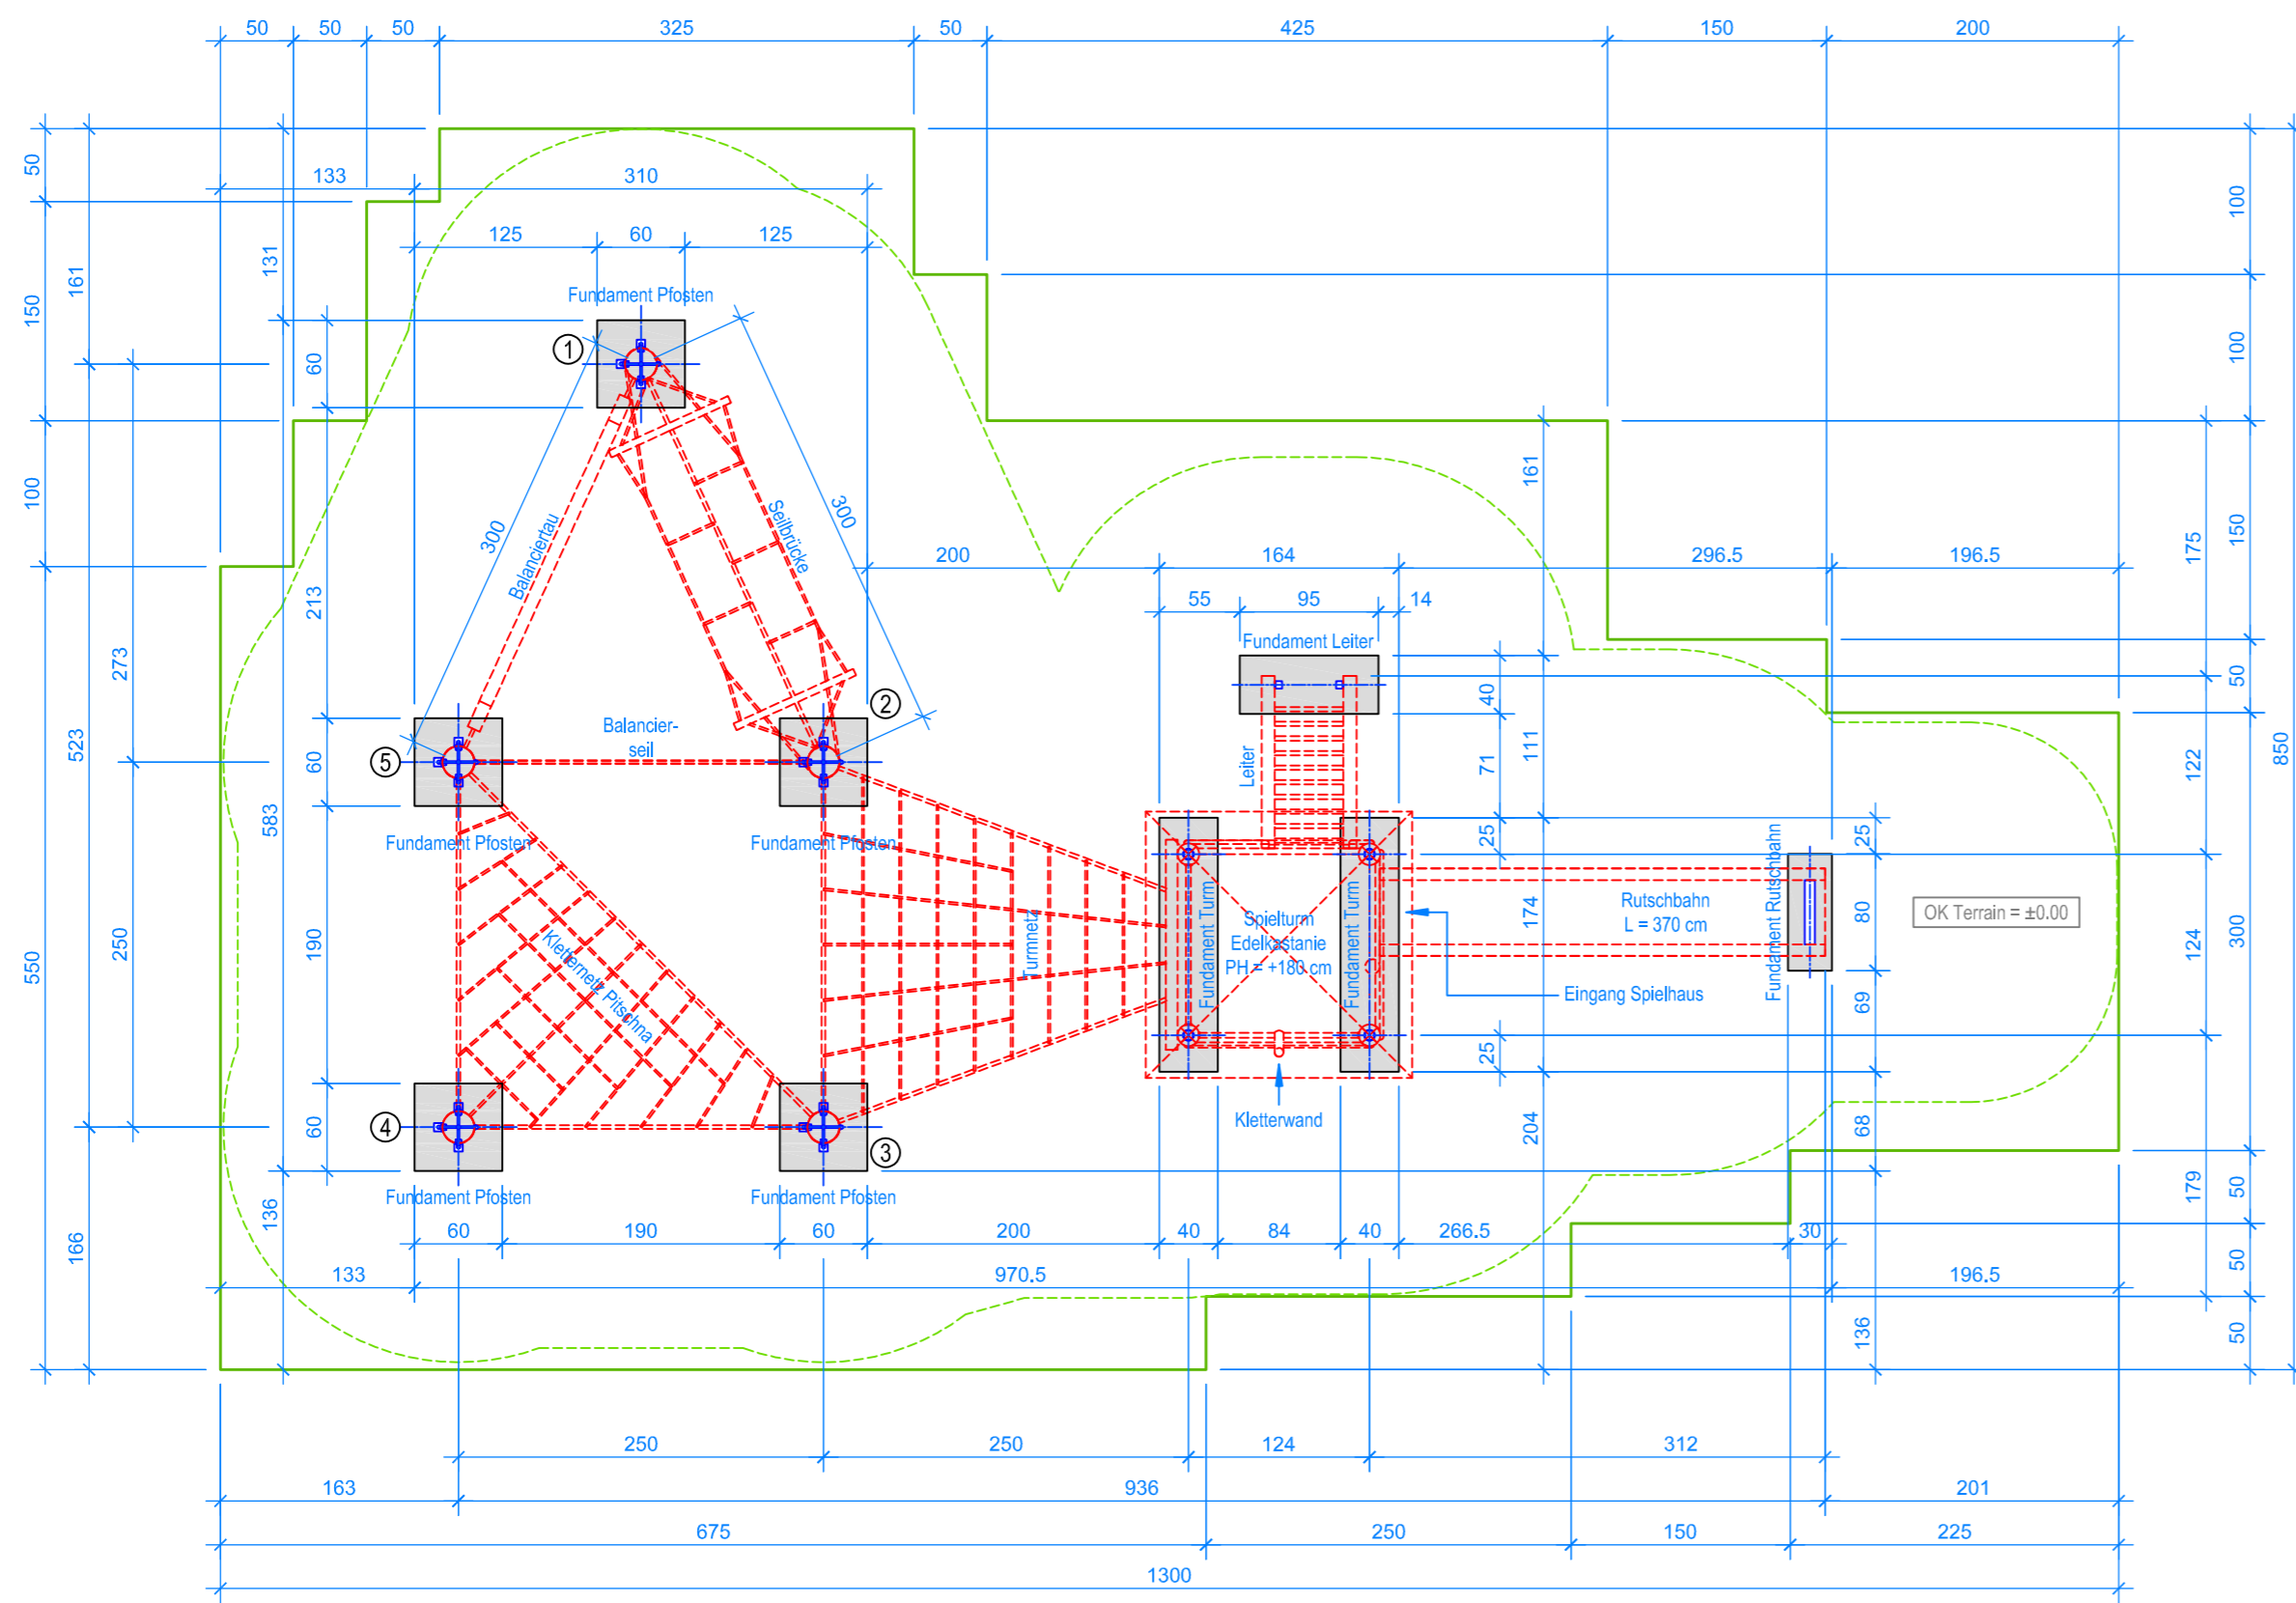 50 50 50 325 50 425 150 200
133 310
125 60 125
Fundament Pfosten
1
50
150
100
550
161
523
166
273
250
131
583
136
60
213
60
190
60
300
Balanciertau
300
Seilbrücke
100
100
150
50
300
50
50
50
850
175
122
124
179
161
111
174
204
200 164 296.5 196.5
55 95 14
Fundament Leiter
40
71
25
25
Leiter
2
Balancier-
seil
5
Fundament Pfosten
Fundament Pfosten
Kletternetz Pitschna
Turmnetz
Fundament Turm
Spielturm
Edelkastanie
PH = +180 cm
Fundament Turm
Rutschbahn
L = 370 cm
Fundament Rutschbahn
25
80
69
68
136
OK Terrain = ±0.00
Eingang Spielhaus
Kletterwand
4
3
Fundament Pfosten
Fundament Pfosten
60 190 60 200 40 84 40 266.5 30
133 970.5 196.5
250 250 124 312
163 936 201
675 250 150 225
1300